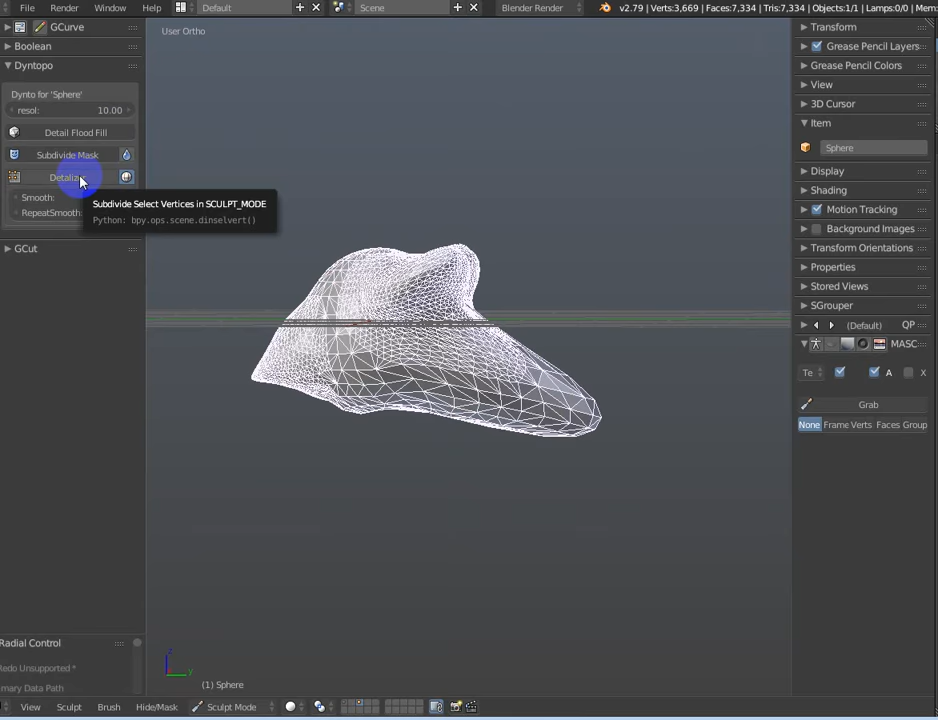 File Render Window Help Default Scene Blender Render v2.79 | Verts:3,669 | Faces:7,334 | Tris:7,334 | Objects:1/1 | Lamps:0/0 | Mem:
GCurve
Boolean
Dyntopo
Dynto for 'Sphere'
resol: 10.00
Detail Flood Fill
Subdivide Mask
Smooth:
RepeatSmooth:
GCut
Subdivide Select Vertices in SCULPT_MODE
Python: bpy.ops.scene.dinselvert()
User Ortho
z
y
(1) Sphere
Transform
Grease Pencil Layers
Grease Pencil Colors
View
3D Cursor
Item
Sphere
Display
Shading
Motion Tracking
Background Images
Transform Orientations
Properties
Stored Views
SGrouper
(Default) QP
MASC
Te A X
Grab
None Frame Verts Faces Group
Radial Control
Redo Unsupported *
mary Data Path
View Sculpt Brush Hide/Mask Sculpt Mode